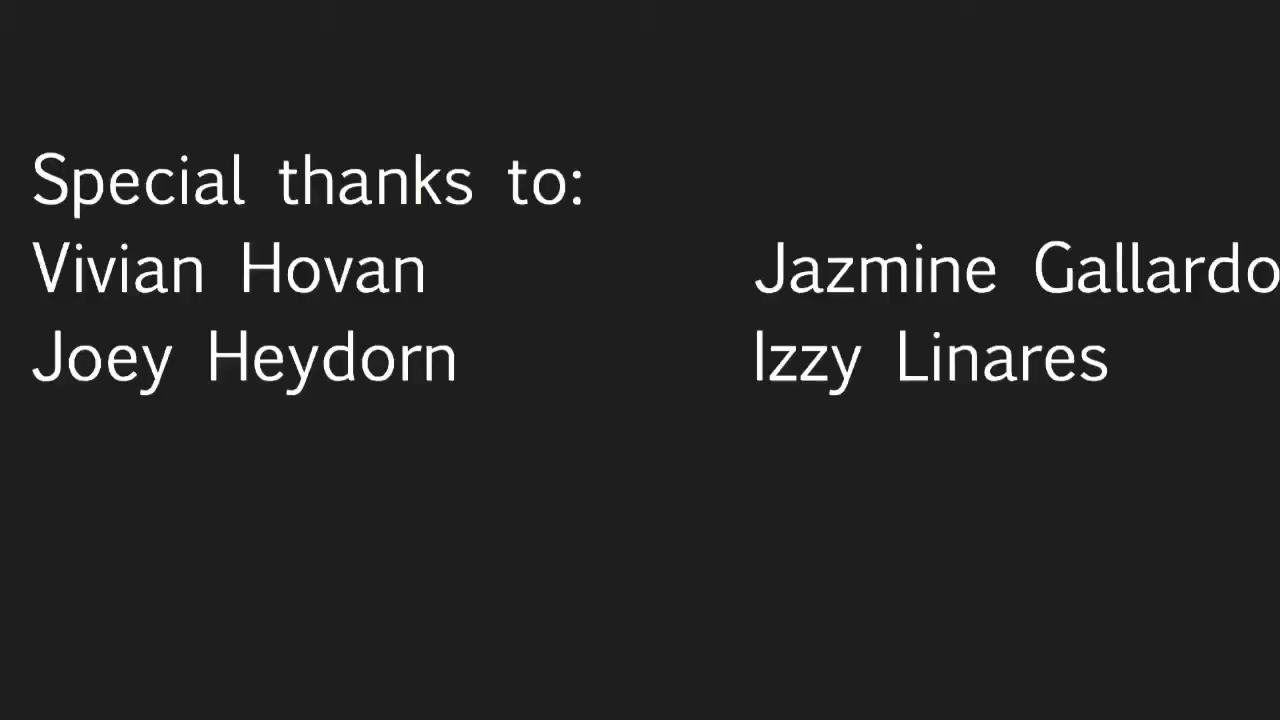 Special thanks to:
Vivian Hovan Jazmine Gallardo
Joey Heydorn Izzy Linares